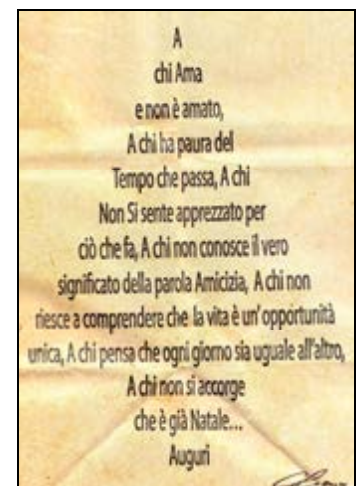 A
chi Ama
e non è amato,
A chi ha paura del
Tempo che passa, A chi
Non Si sente apprezzato per
ciò che fa, A chi non conosce il vero
significato della parola Amicizia, A chi non
riesce a comprendere che la vita è un' opportunità
unica, A chi pensa che ogni giorno sia uguale all'altro,
A chi non si accorge
che è già Natale...
Auguri